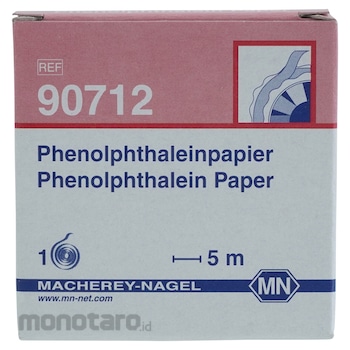 REF
90712
Phenolphthaleinpapier
Phenolphthalein Paper
1 5 m
MACHEREY-NAGEL
www.mn-net.com
MN
monotaro.id